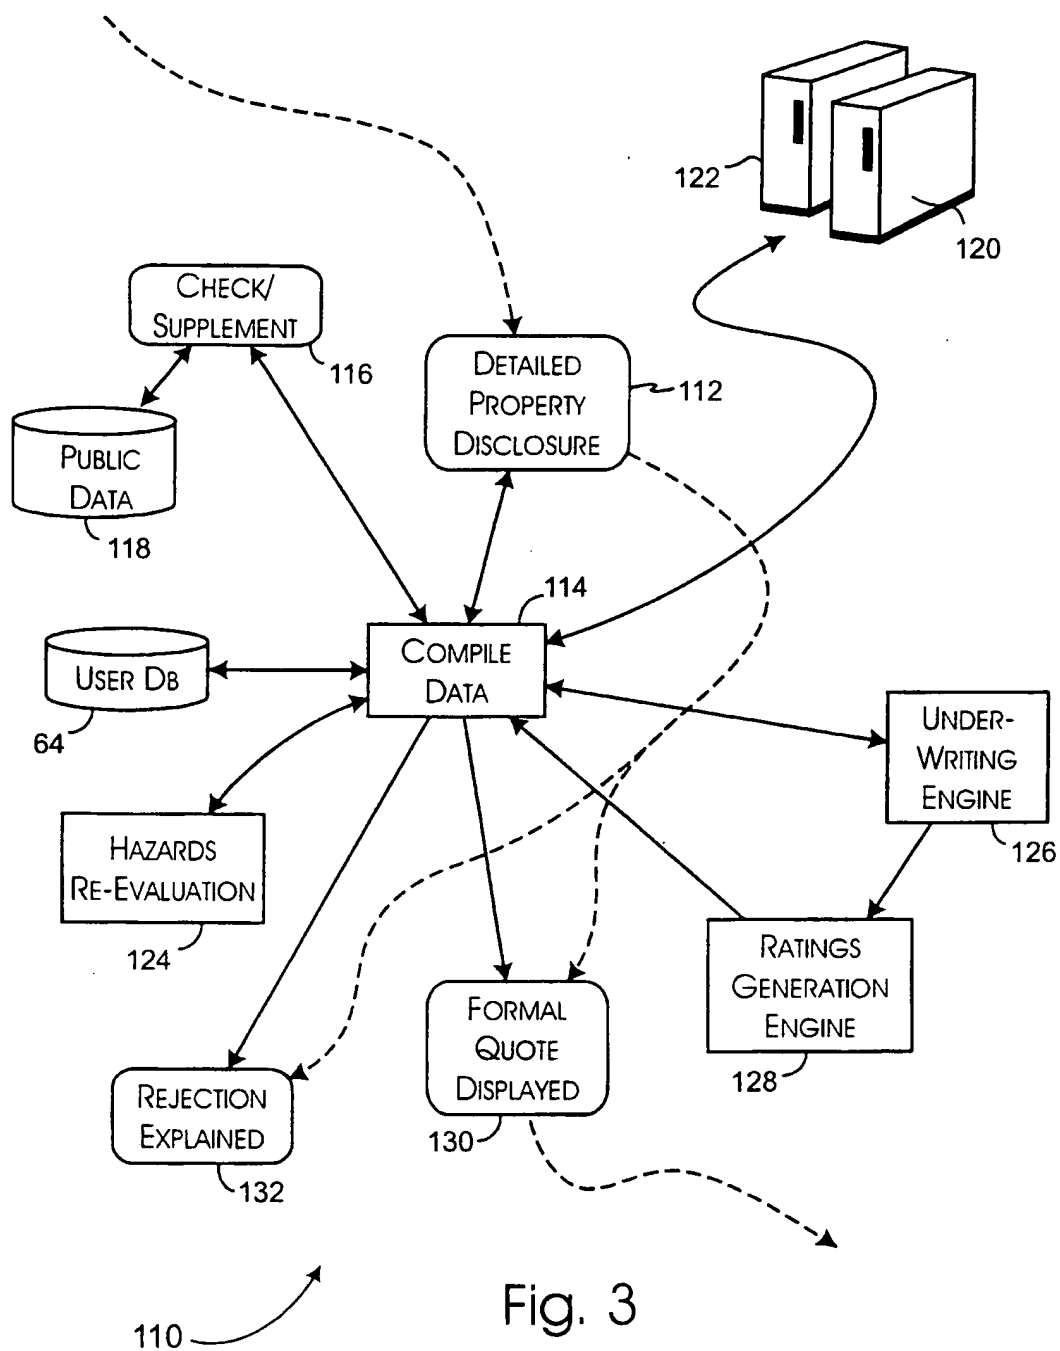 122
120
CHECK/
SUPPLEMENT
116
DETAILED
PROPERTY
DISCLOSURE
112
PUBLIC
DATA
118
114
COMPILE
DATA
USER DB
64
UNDER-
WRITING
ENGINE
126
HAZARDS
RE-EVALUATION
124
RATINGS
GENERATION
ENGINE
128
FORMAL
QUOTE
DISPLAYED
130
REJECTION
EXPLAINED
132
110
Fig. 3